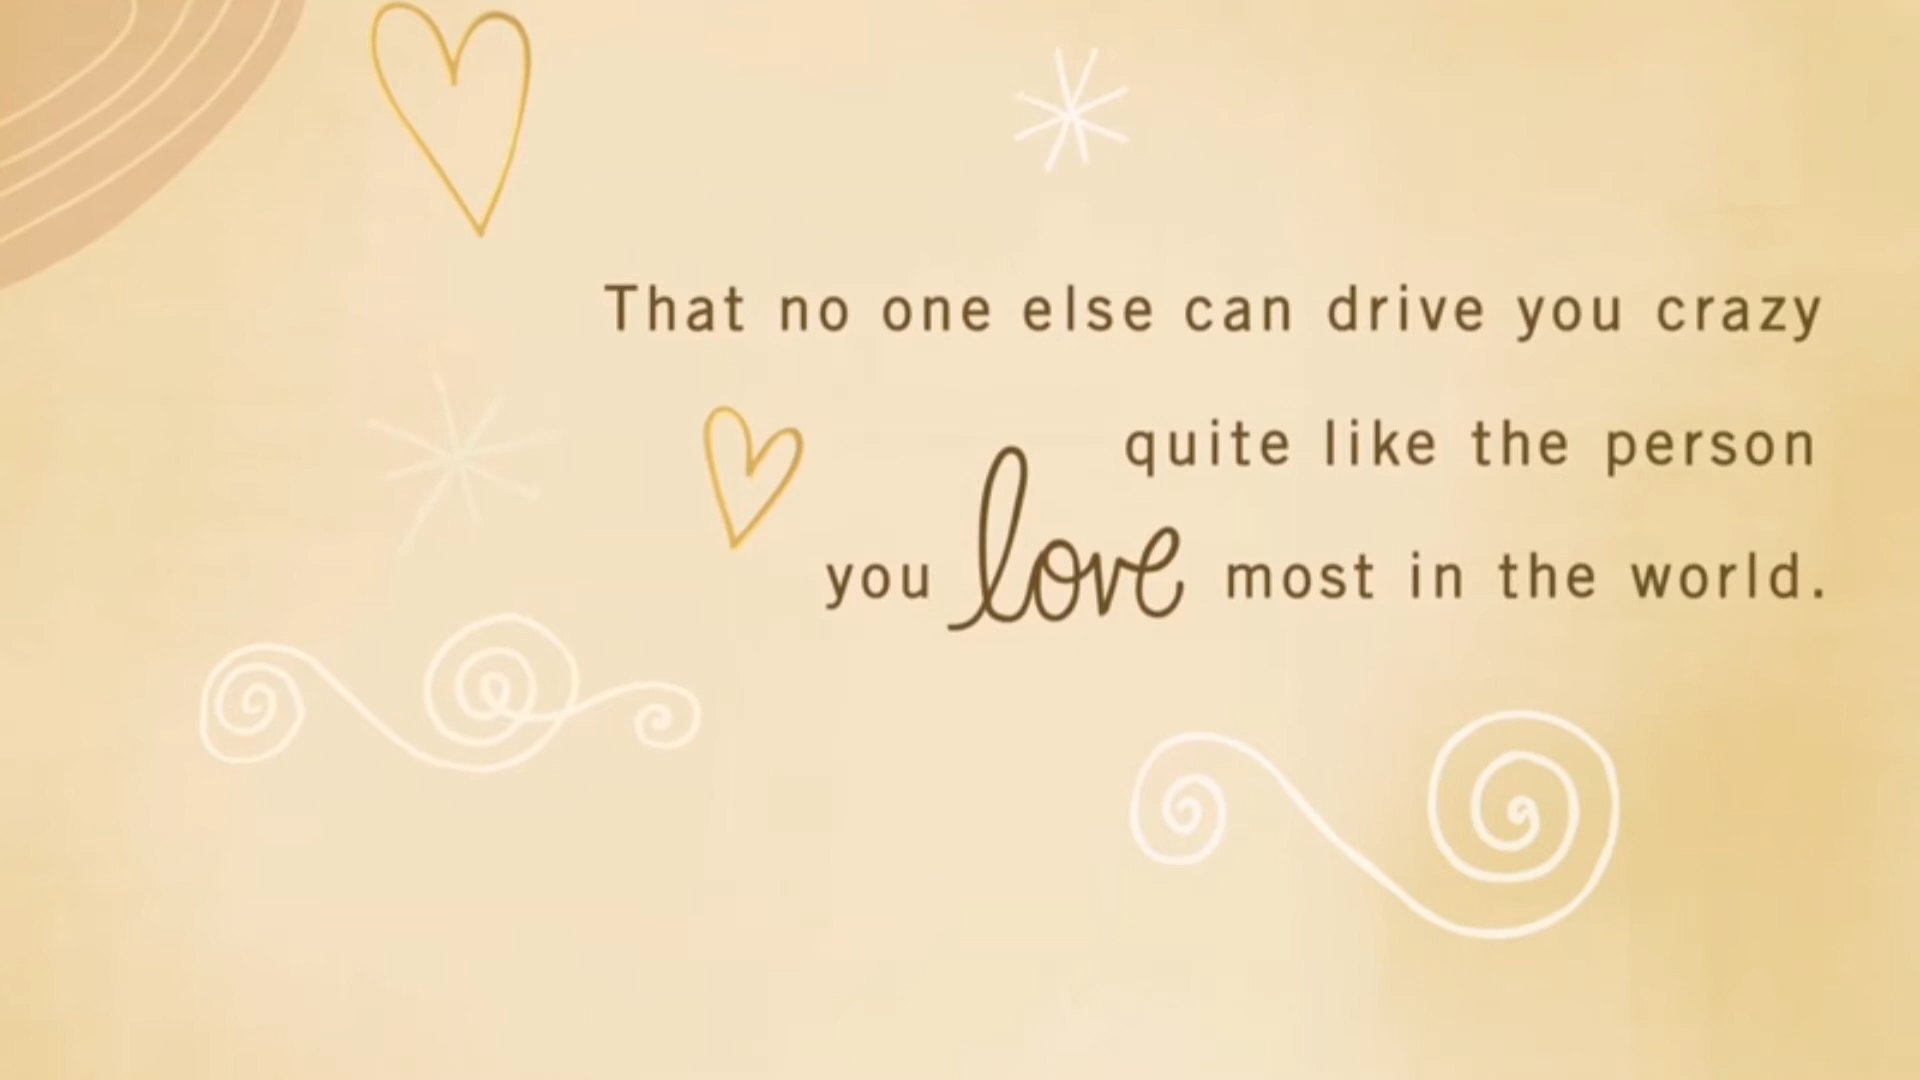 That no one else can drive you crazy
quite like the person
you love most in the world.